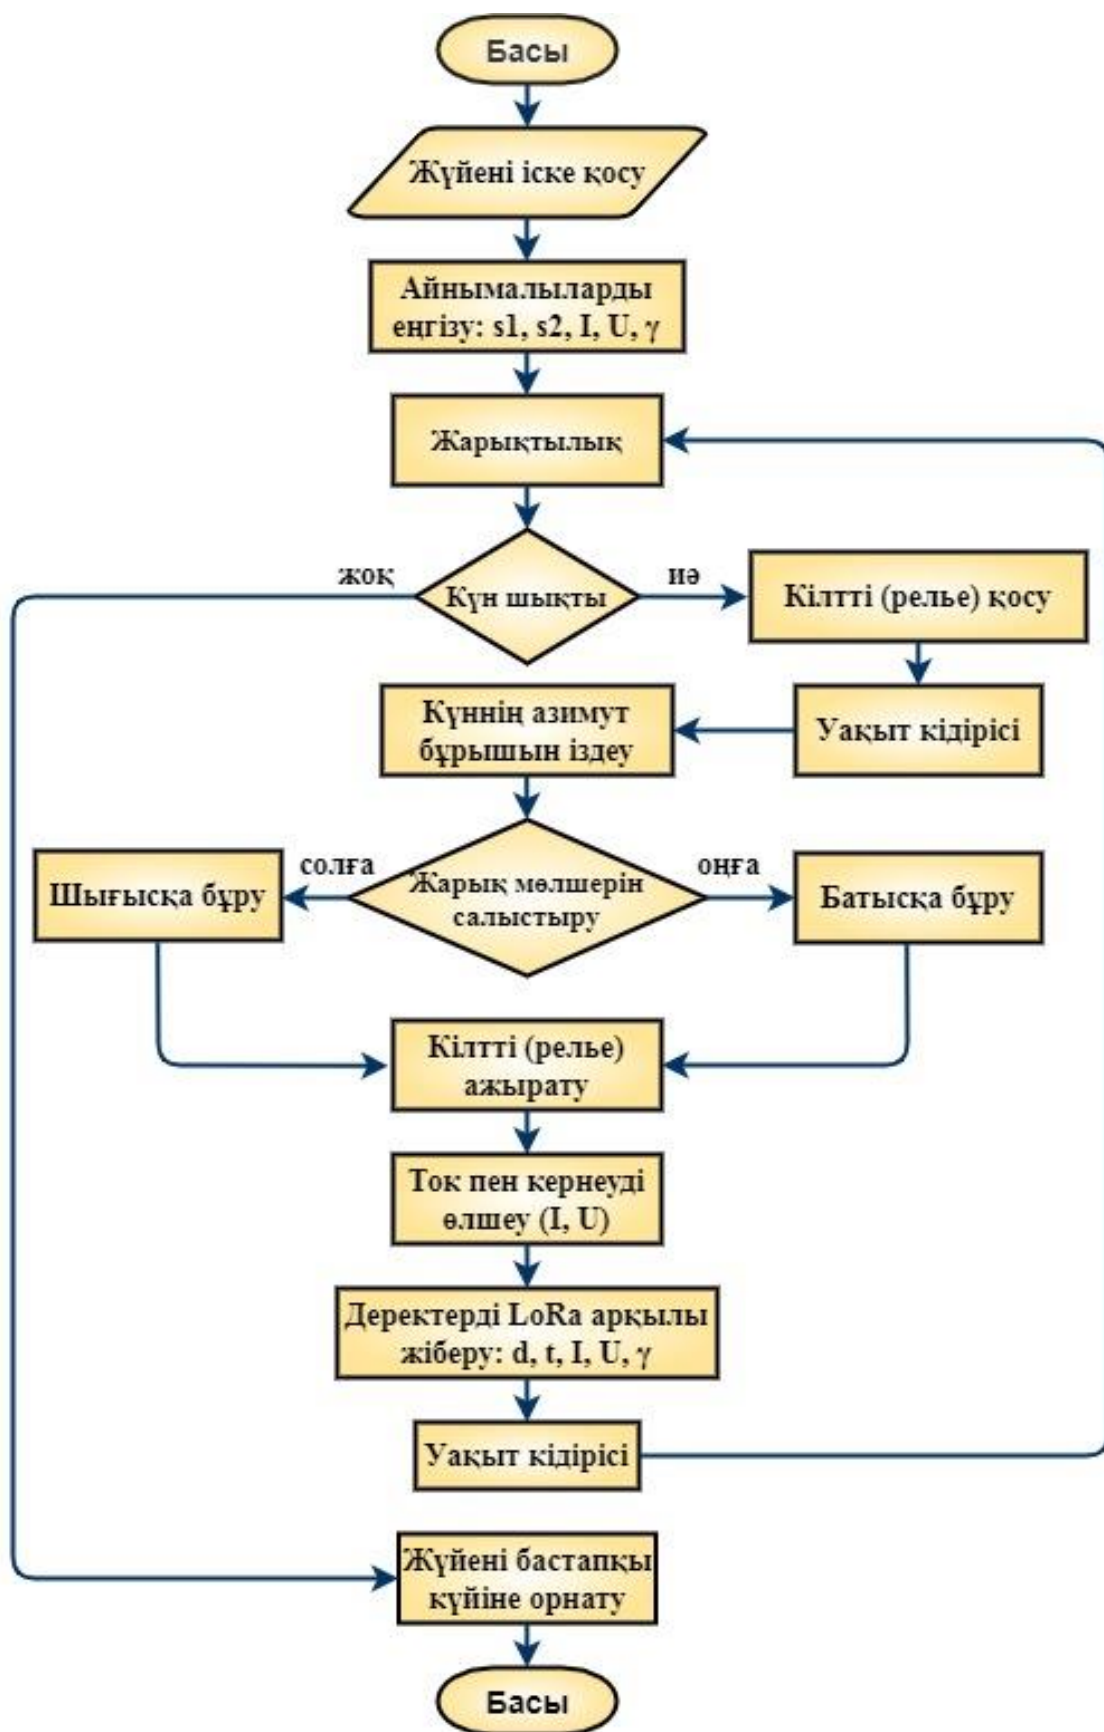 Басы
Жүйені іске қосу
Айнымалыларды
еңгізу: s1, s2, I, U, γ
Жарықтылық
жоқ
Күн шықты
иә
Кілтті (релье) қосу
Күннің азимут
бұрышын іздеу
Уақыт кідірісі
Шығысқа бұру
солға
Жарық мөлшерін
салыстыру
оңға
Батысқа бұру
Кілтті (релье)
ажырату
Ток пен кернеуді
өлшеу (I, U)
Деректерді LoRa арқылы
жіберу: d, t, I, U, γ
Уақыт кідірісі
Жүйені бастапқы
күйіне орнату
Басы